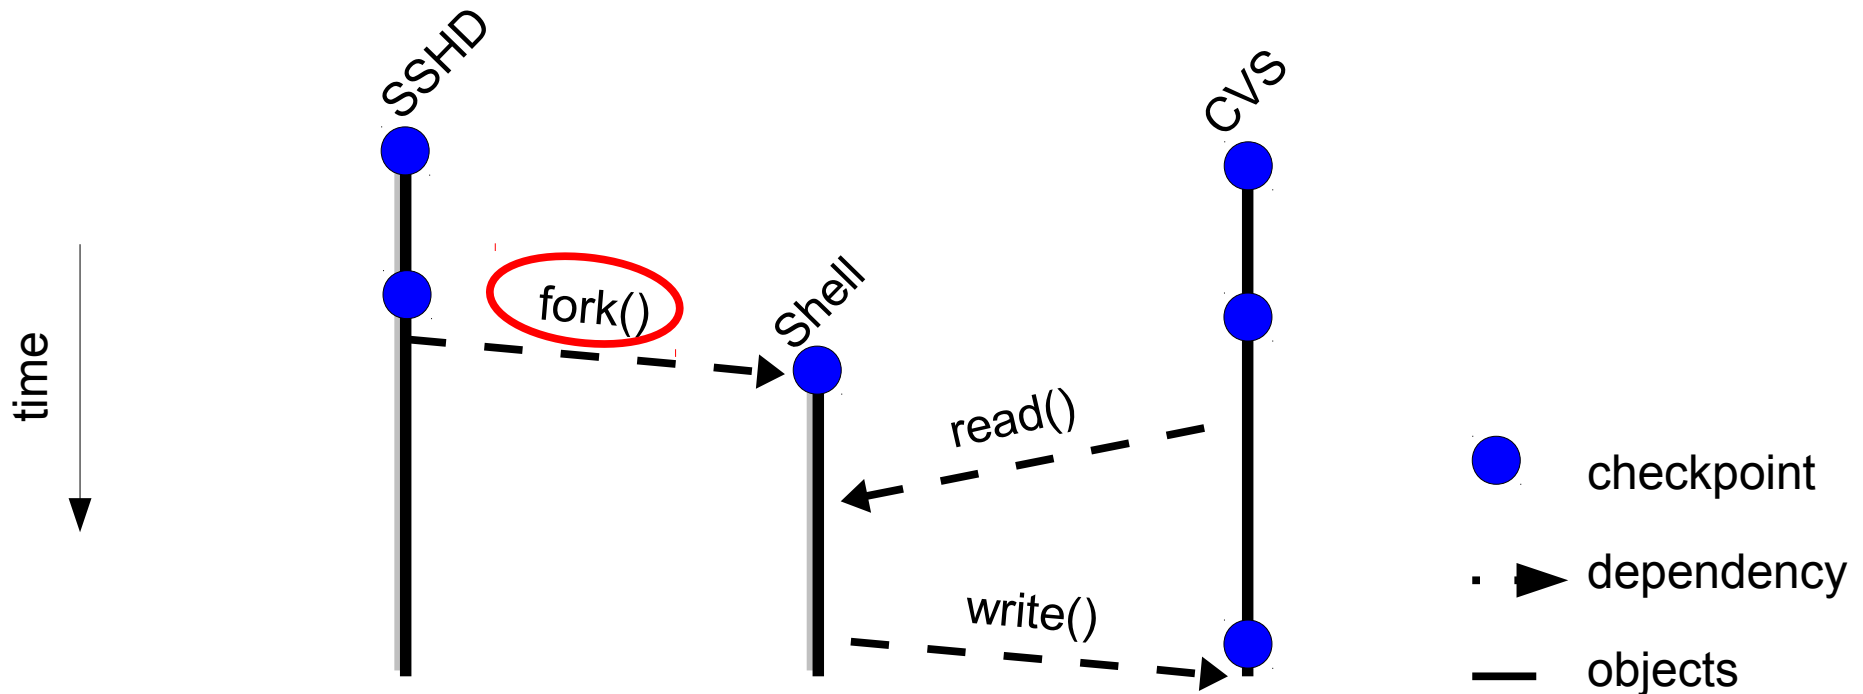 SSHD
CVS
fork()
Shell
time
read()
checkpoint
dependency
write()
objects